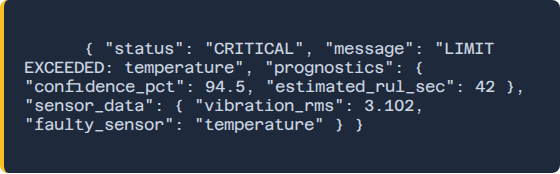 { "status": "CRITICAL", "message": "LIMIT
EXCEEDED: temperature", "prognostics": {
"confidence_pct": 94.5, "estimated_rul_sec": 42 },
"sensor_data": { "vibration_rms": 3.102,
"faulty_sensor": "temperature" } }